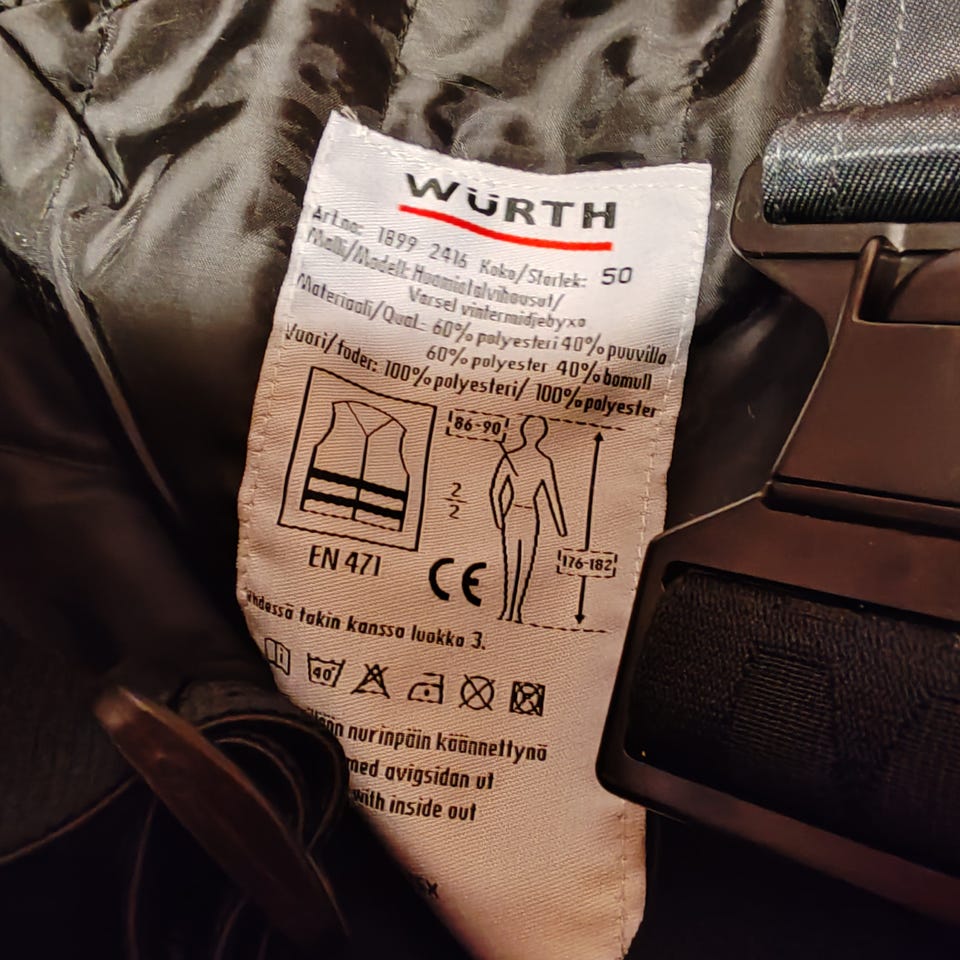 WÜRTH
Art.no: 1899 2416 Koko/Storlek: 50
Malli/Modell: Huomiotalvihousut/
Varsel vintermidjebyxa
Materiaali/Qual.: 60% polyesteri 40% puuvilla
60% polyester 40% bomull
Vuori/foder: 100% polyesteri/ 100% polyester
86-90
2
2
176-182
EN 471
CE
takin kanssa luokka 3.
40
nurinpäin käännettynä
med avigsidan ut
with inside out